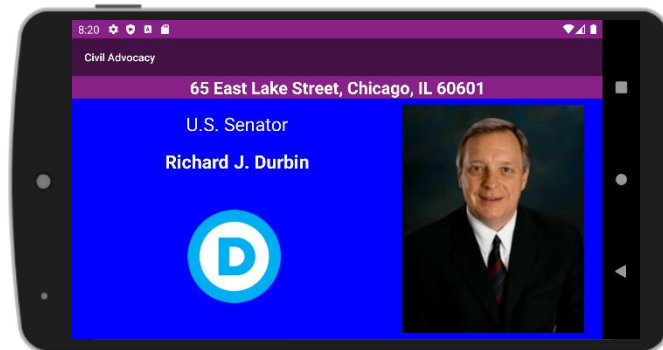 8:20
Civil Advocacy
65 East Lake Street, Chicago, IL 60601
U.S. Senator
Richard J. Durbin
D